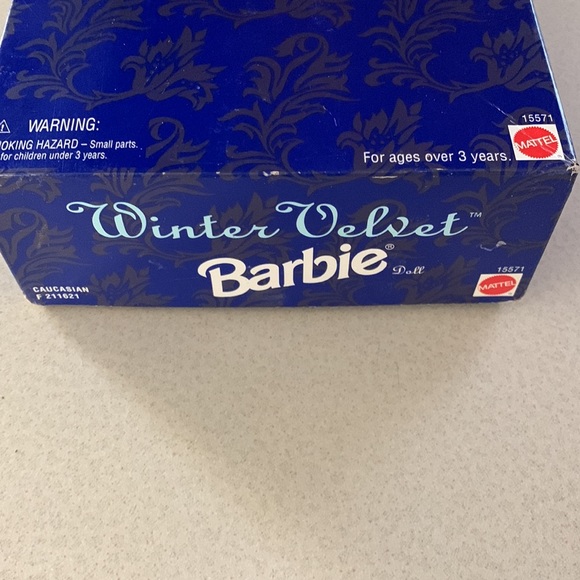 15571
WARNING:
OKING HAZARD – Small parts.
for children under 3 years.
For ages over 3 years.
MATTEL
Winter Velvet™
Barbie® Doll
CAUCASIAN
F 211621
15571
MATTEL